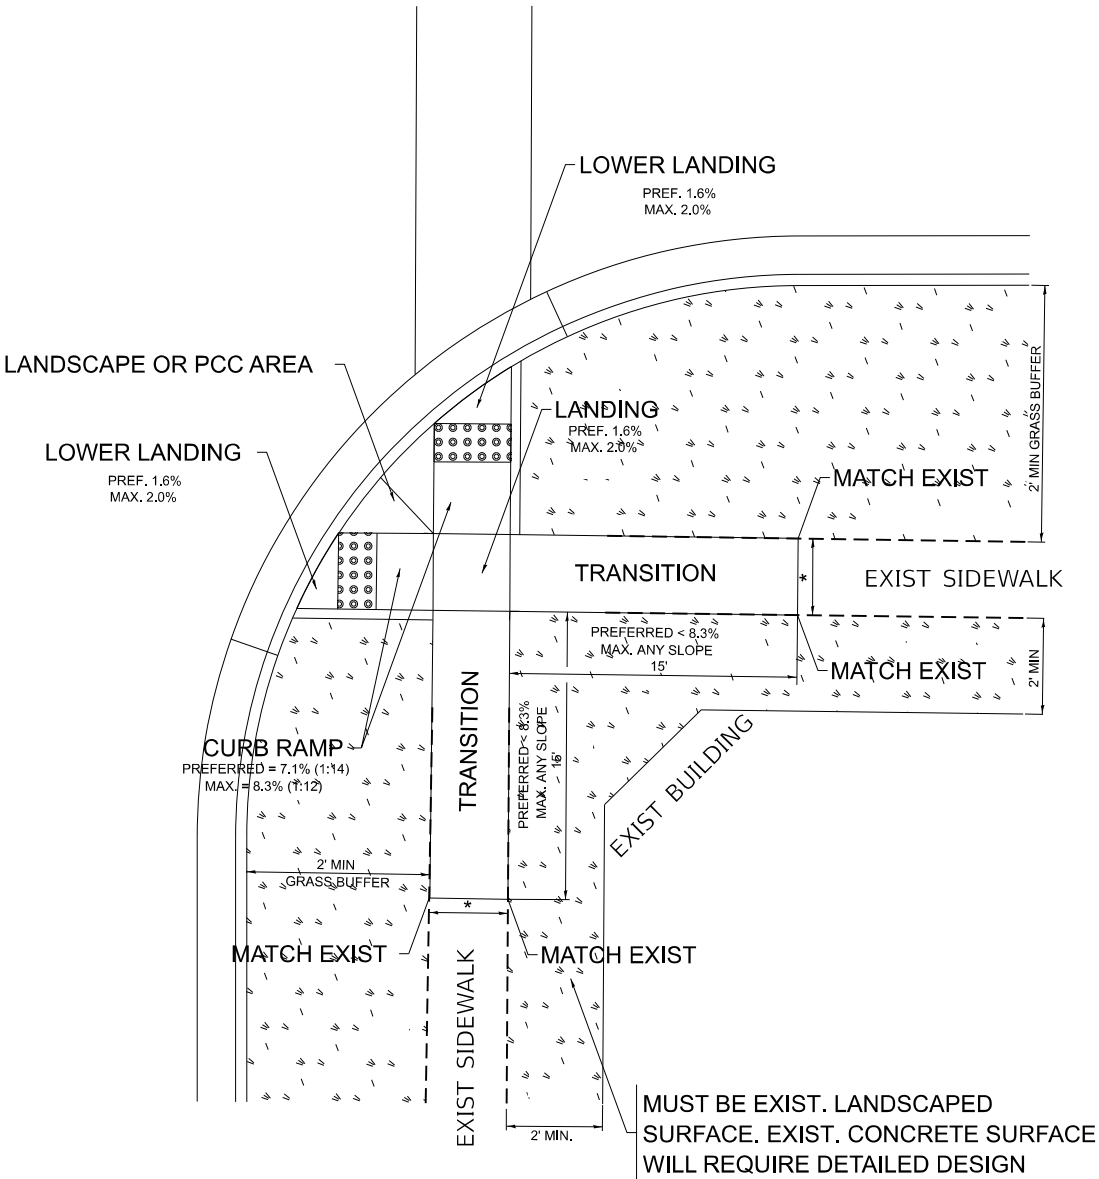 LOWER LANDING
PREF. 1.6%
MAX. 2.0%
LANDSCAPE OR PCC AREA
2' MIN GRASS BUFFER
LANDING
PREF. 1.6%
MAX. 2.0%
LOWER LANDING
PREF. 1.6%
MAX. 2.0%
MATCH EXIST
TRANSITION
*
EXIST SIDEWALK
PREFERRED < 8.3%
MAX. ANY SLOPE
15'
MATCH EXIST
2' MIN
TRANSITION
PREFERRED < 8.3%
MAX. ANY SLOPE
15'
CURB RAMP
PREFERRED = 7.1% (1:14)
MAX. = 8.3% (1:12)
EXIST BUILDING
2' MIN
GRASS BUFFER
*
MATCH EXIST
MATCH EXIST
EXIST SIDEWALK
2' MIN.
MUST BE EXIST. LANDSCAPED
SURFACE. EXIST. CONCRETE SURFACE
WILL REQUIRE DETAILED DESIGN